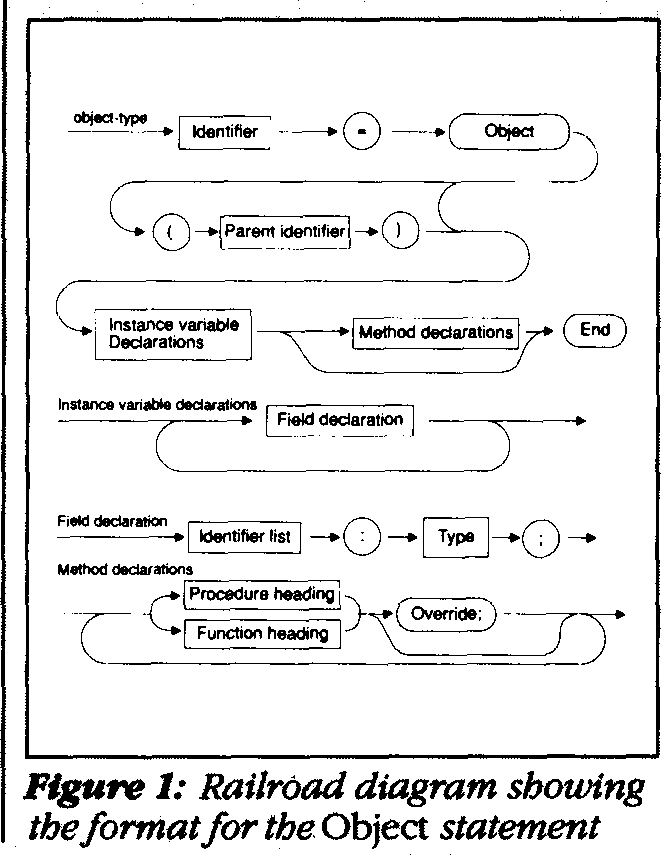 object-type
Identifier = Object
( Parent identifier )
Instance variable
Declarations
Method declarations End
Instance variable declarations
Field declaration
Field declaration
Identifier list : Type ;
Method declarations
Procedure heading
Override;
Function heading
Figure 1: Railroad diagram showing
the format for the Object statement